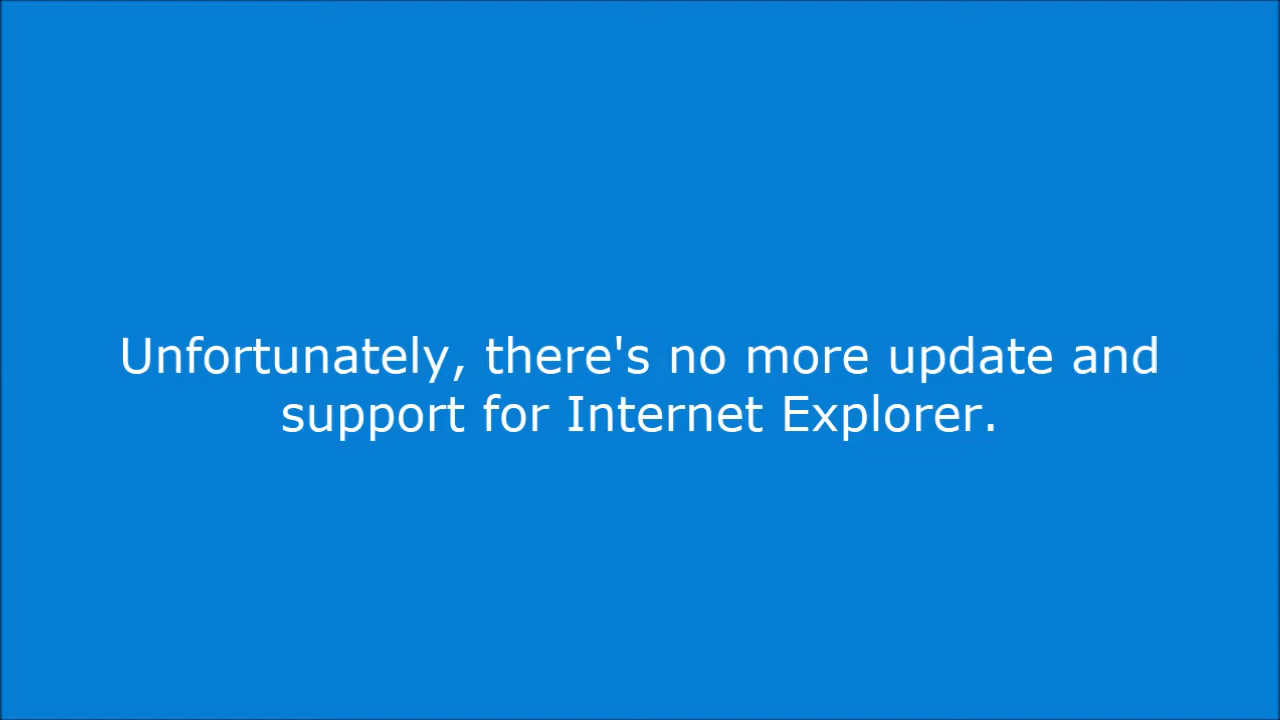 Unfortunately, there's no more update and
support for Internet Explorer.